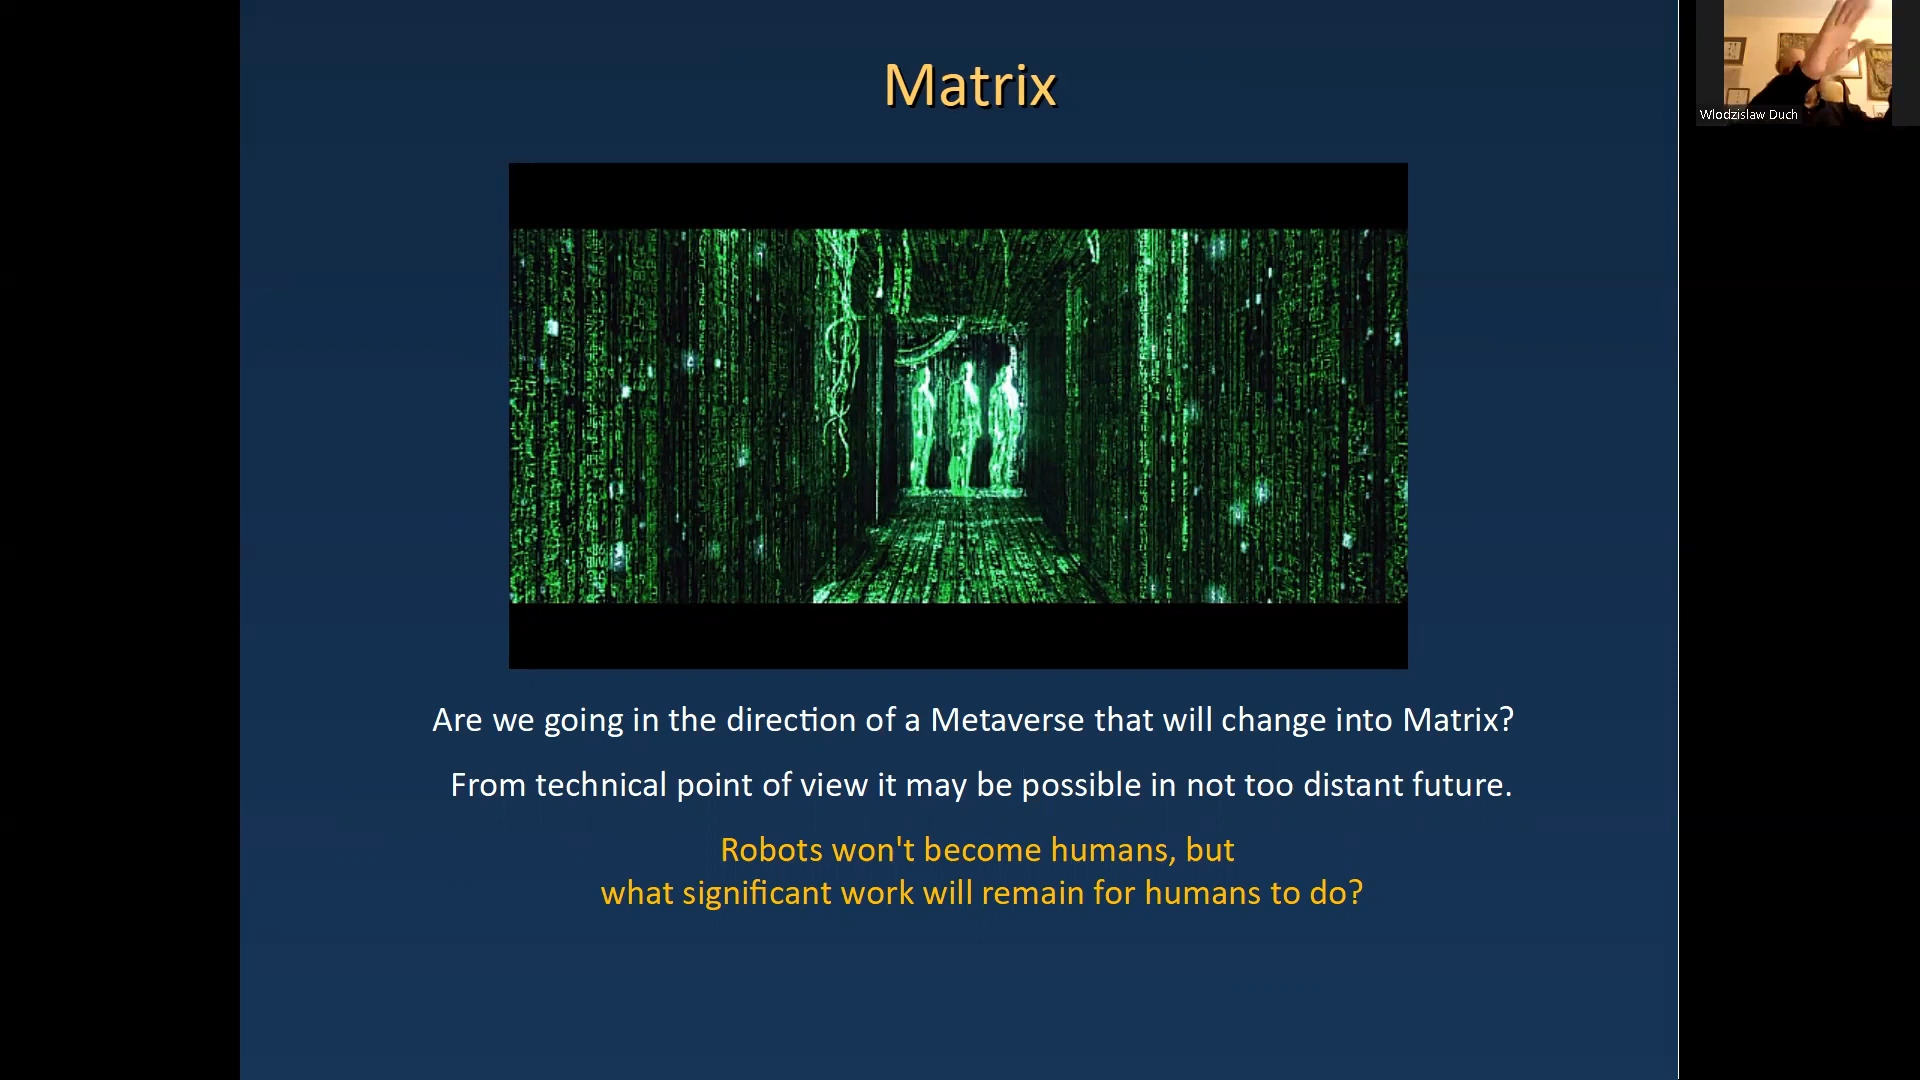 Matrix
Wlodzislaw Duch
Are we going in the direction of a Metaverse that will change into Matrix?
From technical point of view it may be possible in not too distant future.
Robots won't become humans, but
what significant work will remain for humans to do?